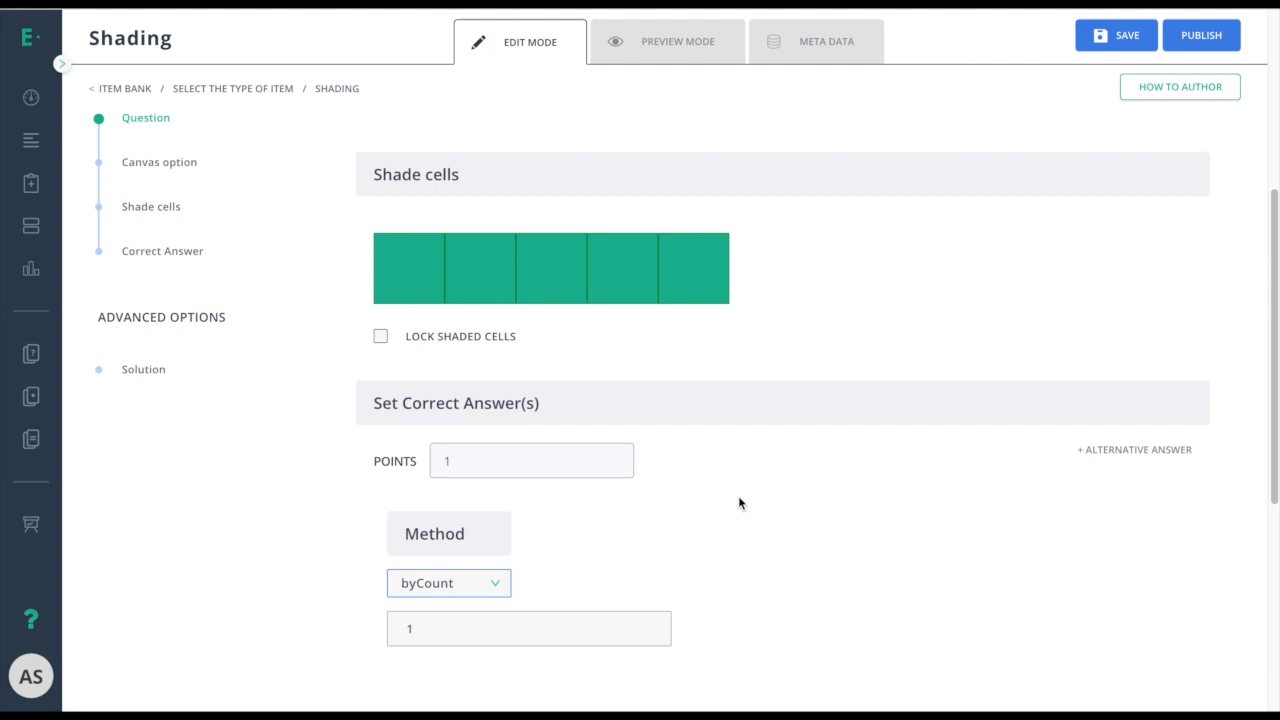 E·
Shading
EDIT MODE
PREVIEW MODE
META DATA
SAVE
PUBLISH
< ITEM BANK / SELECT THE TYPE OF ITEM / SHADING
HOW TO AUTHOR
Question
Canvas option
Shade cells
Correct Answer
ADVANCED OPTIONS
Solution
Shade cells
LOCK SHADED CELLS
Set Correct Answer(s)
POINTS 1
+ ALTERNATIVE ANSWER
Method
byCount
1
?
AS